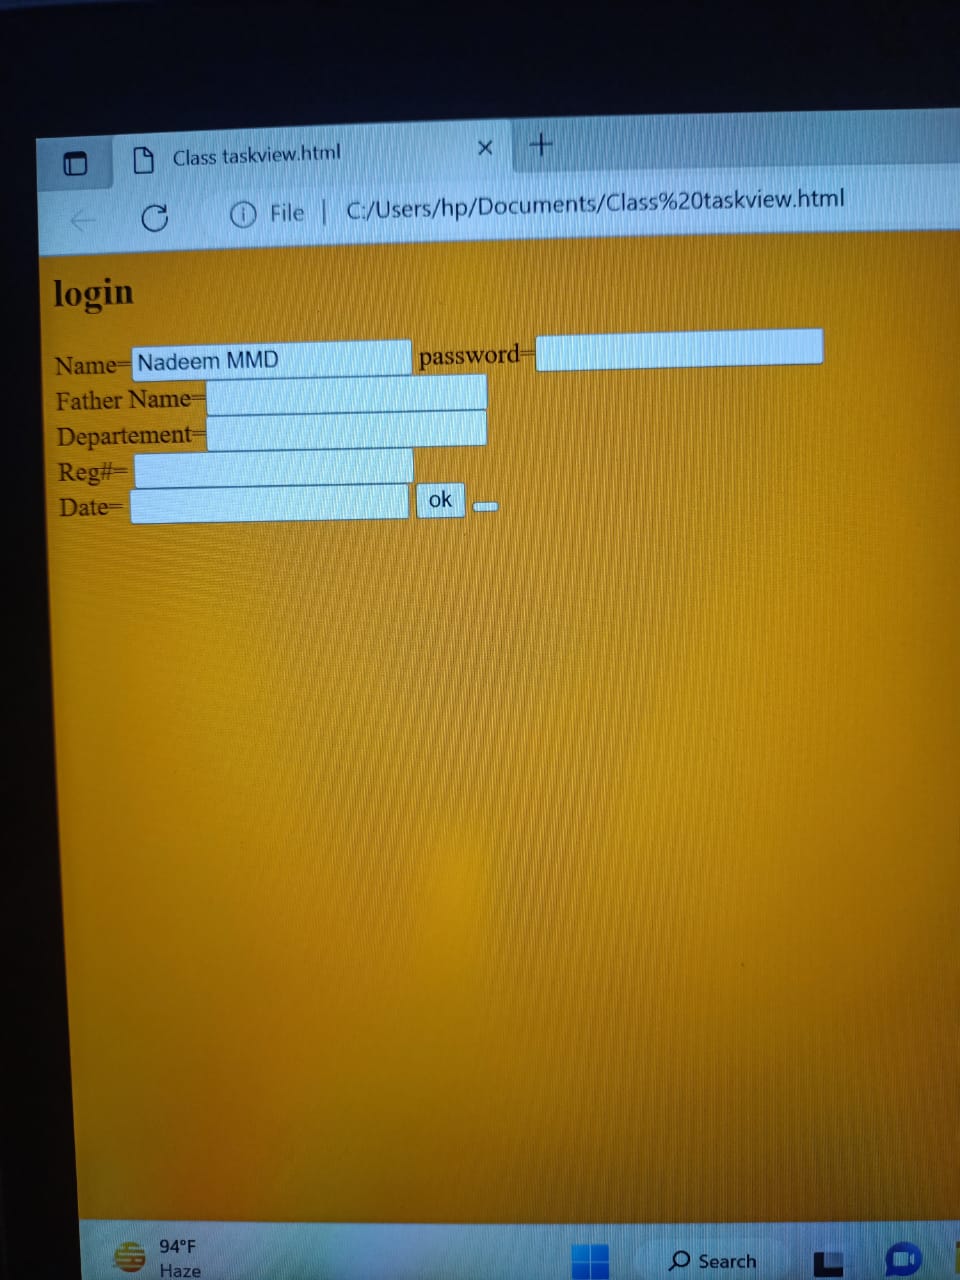 Class taskview.html
File | C:/Users/hp/Documents/Class%20taskview.html
login
Name= Nadeem MMD password=
Father Name=
Departement=
Reg#=
Date= ok
94°F
Haze
Search